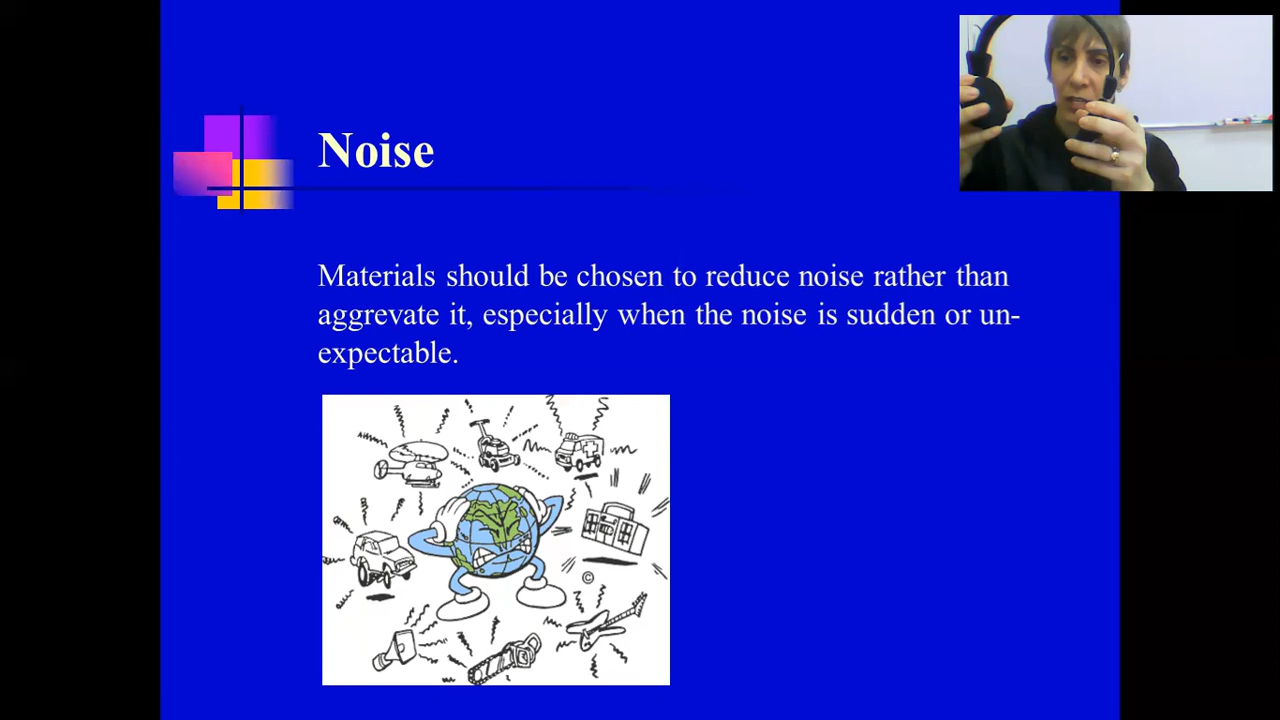 Noise
Materials should be chosen to reduce noise rather than
aggrevate it, especially when the noise is sudden or un-
expectable.
©